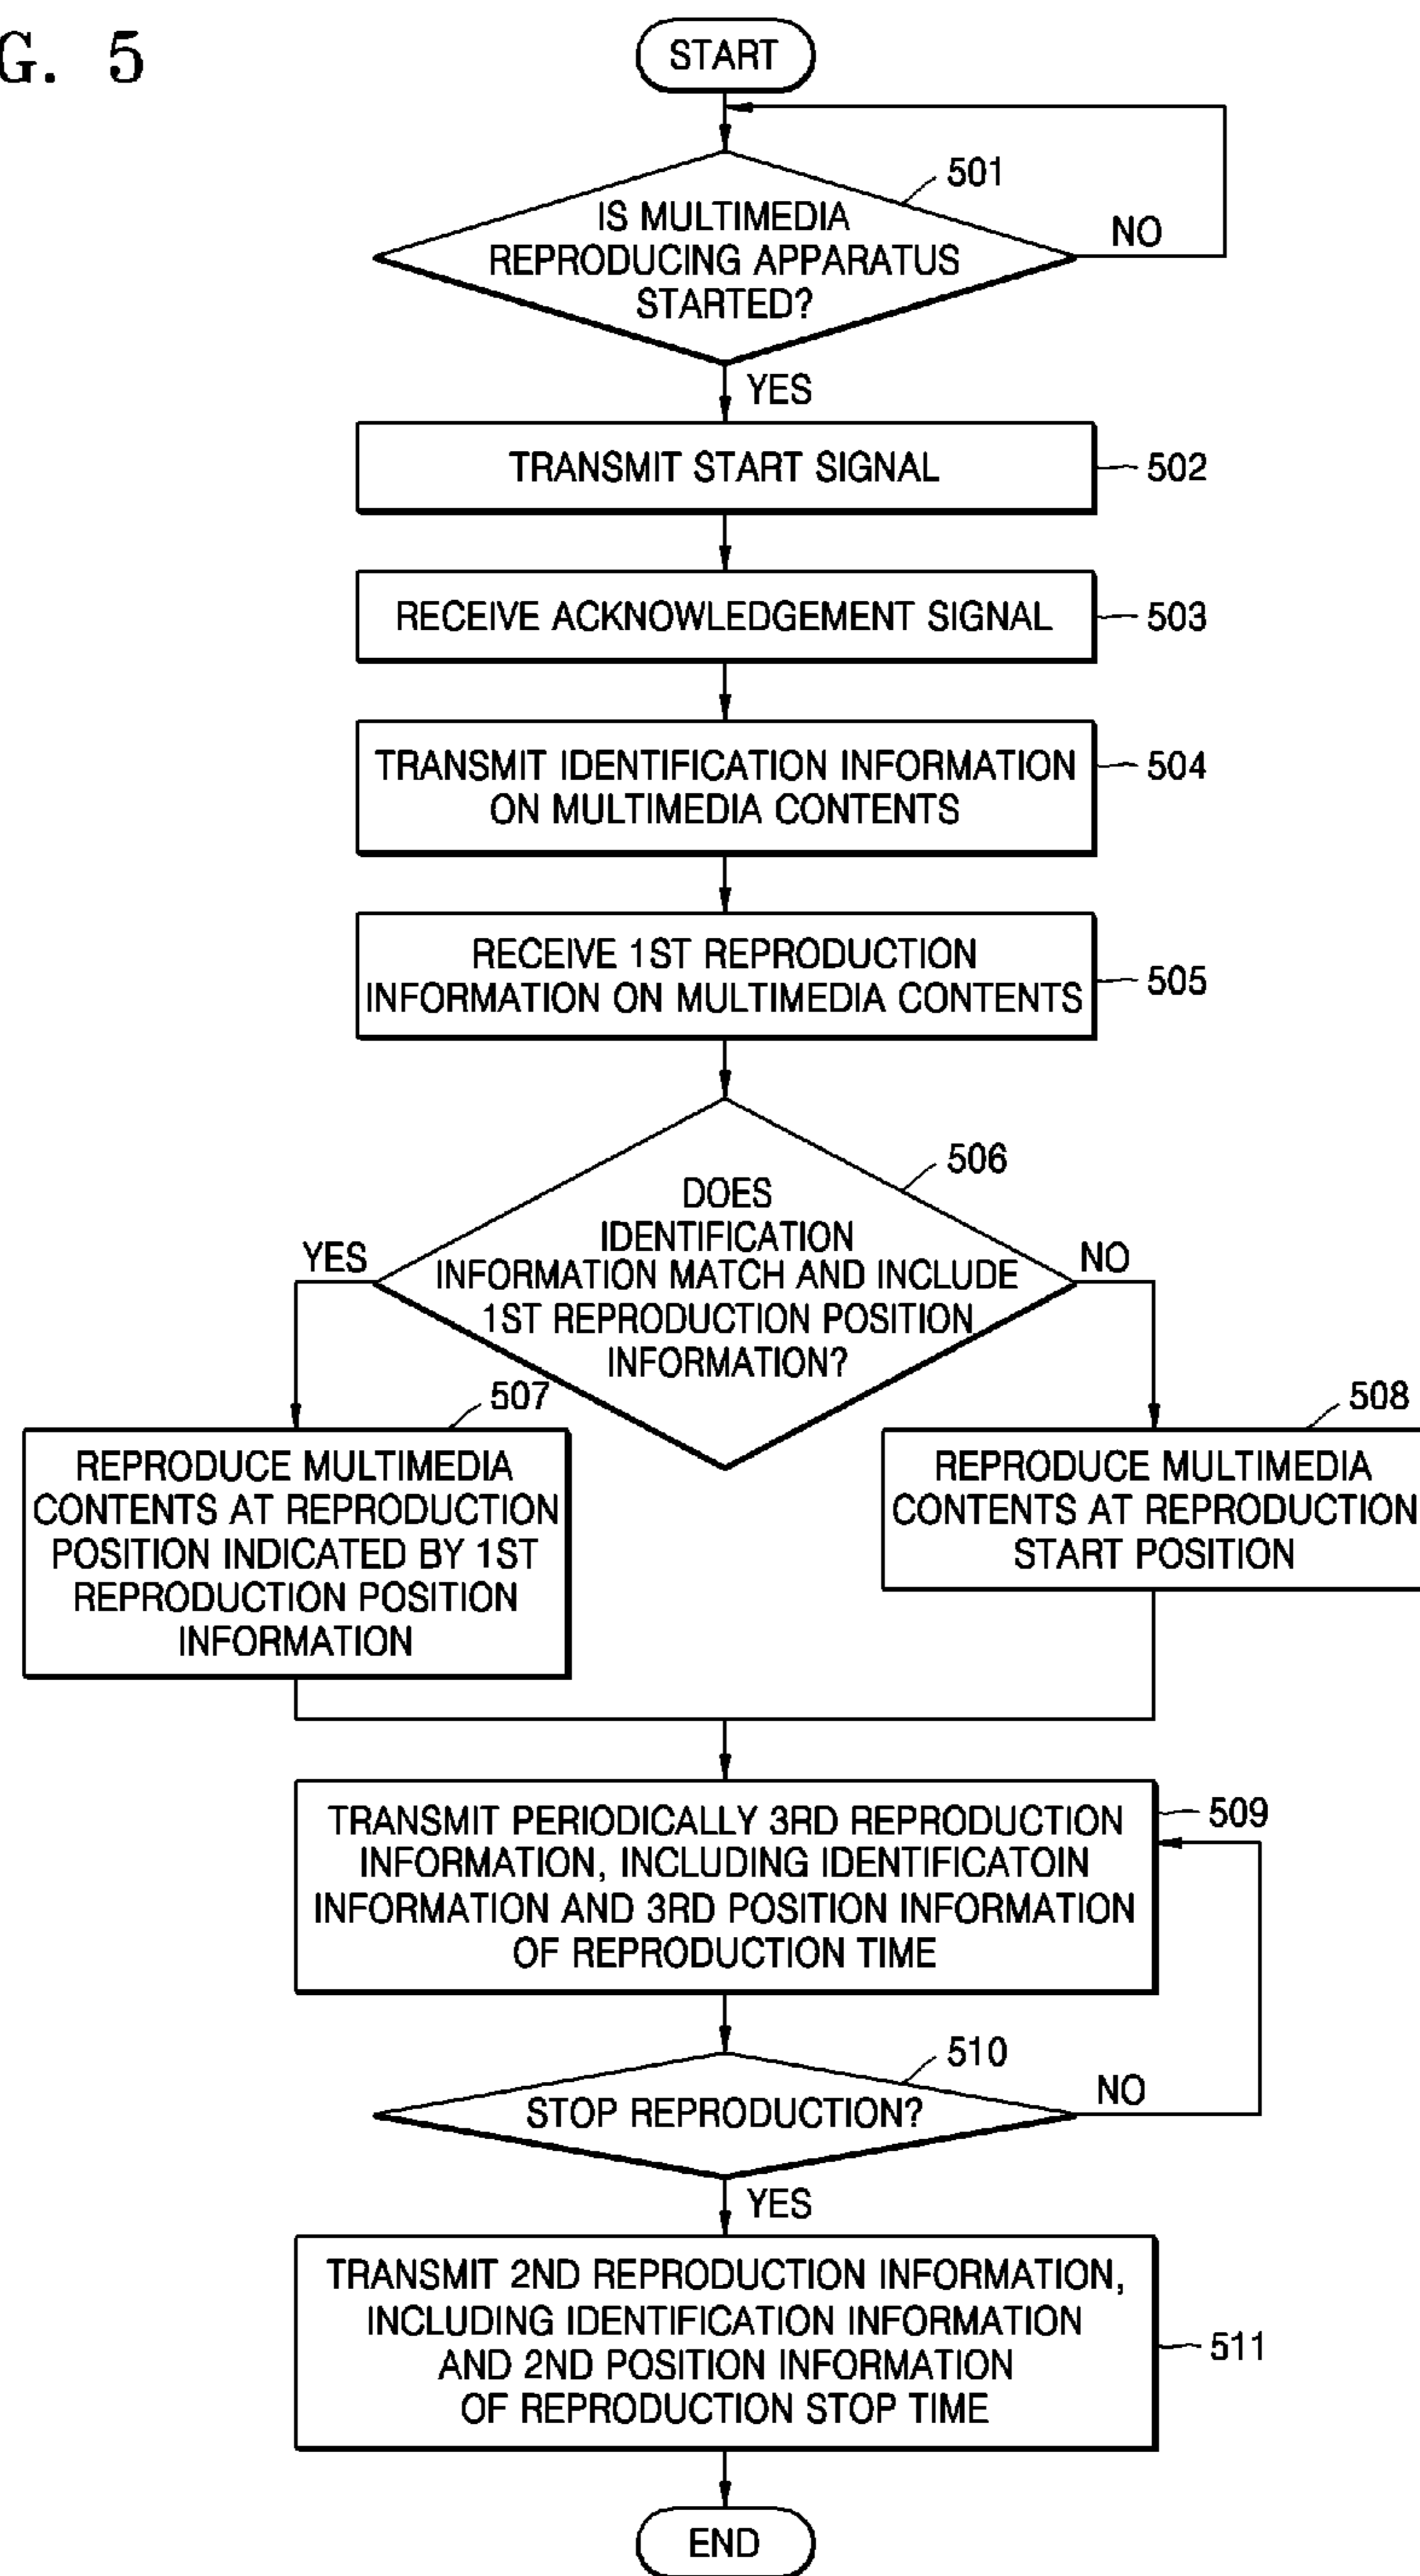 G. 5
START
501
IS MULTIMEDIA
REPRODUCING APPARATUS
STARTED?
NO
YES
TRANSMIT START SIGNAL
502
RECEIVE ACKNOWLEDGEMENT SIGNAL
503
TRANSMIT IDENTIFICATION INFORMATION
ON MULTIMEDIA CONTENTS
504
RECEIVE 1ST REPRODUCTION
INFORMATION ON MULTIMEDIA CONTENTS
505
506
DOES
IDENTIFICATION
INFORMATION MATCH AND INCLUDE
1ST REPRODUCTION POSITION
INFORMATION?
YES
NO
507
REPRODUCE MULTIMEDIA
CONTENTS AT REPRODUCTION
POSITION INDICATED BY 1ST
REPRODUCTION POSITION
INFORMATION
508
REPRODUCE MULTIMEDIA
CONTENTS AT REPRODUCTION
START POSITION
TRANSMIT PERIODICALLY 3RD REPRODUCTION
INFORMATION, INCLUDING IDENTIFICATOIN
INFORMATION AND 3RD POSITION INFORMATION
OF REPRODUCTION TIME
509
510
STOP REPRODUCTION?
NO
YES
TRANSMIT 2ND REPRODUCTION INFORMATION,
INCLUDING IDENTIFICATION INFORMATION
AND 2ND POSITION INFORMATION
OF REPRODUCTION STOP TIME
511
END